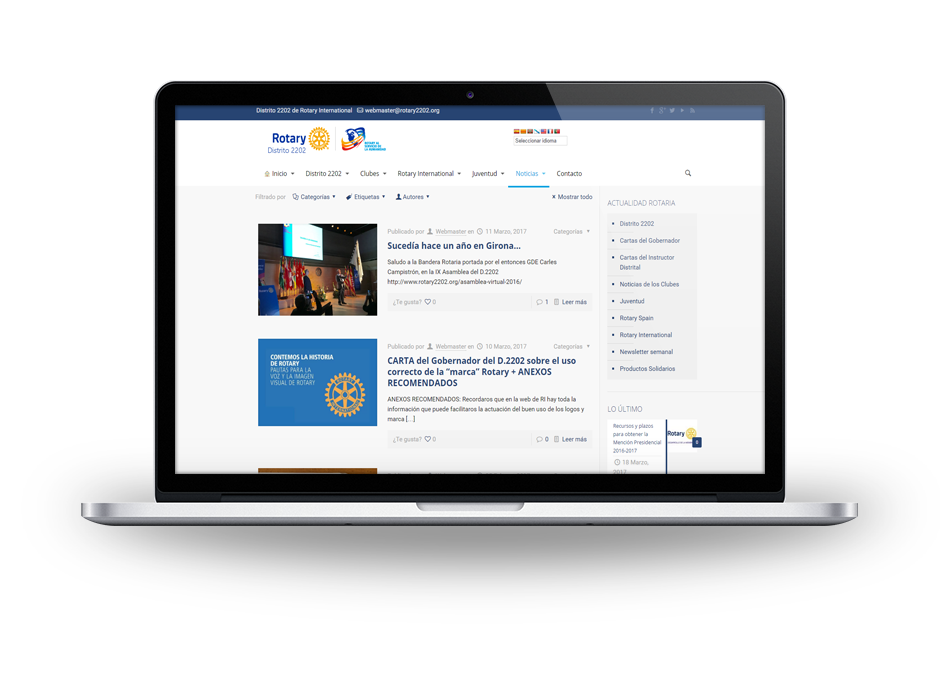 Distrito 2202 de Rotary International webmaster@rotary2202.org
Rotary
Distrito 2202
ROTARY AL
SERVICIO DE
LA HUMANIDAD
Seleccionar idioma
Inicio Distrito 2202 Clubes Rotary International Juventud Noticias Contacto
Filtrado por Categorías Etiquetas Autores x Mostrar todo
Publicado por Webmaster en 11 Marzo, 2017 Categorías
Sucedía hace un año en Girona...
Saludo a la Bandera Rotaria portada por el entonces GDE Carles
Campistrón, en la IX Asamblea del D.2202
http://www.rotary2202.org/asamblea-virtual-2016/
¿Te gusta? 0 1 Leer más
CONTEMOS LA HISTORIA
DE ROTARY
PAUTAS PARA LA
VOZ Y LA IMAGEN
VISUAL DE ROTARY
Publicado por Webmaster en 10 Marzo, 2017 Categorías
CARTA del Gobernador del D.2202 sobre el uso
correcto de la “marca” Rotary + ANEXOS
RECOMENDADOS
ANEXOS RECOMENDADOS: Recordaros que en la web de RI hay toda la
información que puede facilitaros la actuación del buen uso de los logos y
marca [...]
¿Te gusta? 0 0 Leer más
ACTUALIDAD ROTARIA
Distrito 2202
Cartas del Gobernador
Cartas del Instructor
Distrital
Noticias de los Clubes
Juventud
Rotary Spain
Rotary International
Newsletter semanal
Productos Solidarios
LO ÚLTIMO
Recursos y plazos
para obtener la
Mención Presidencial
2016-2017
18 Marzo,
2017
Rotary
0